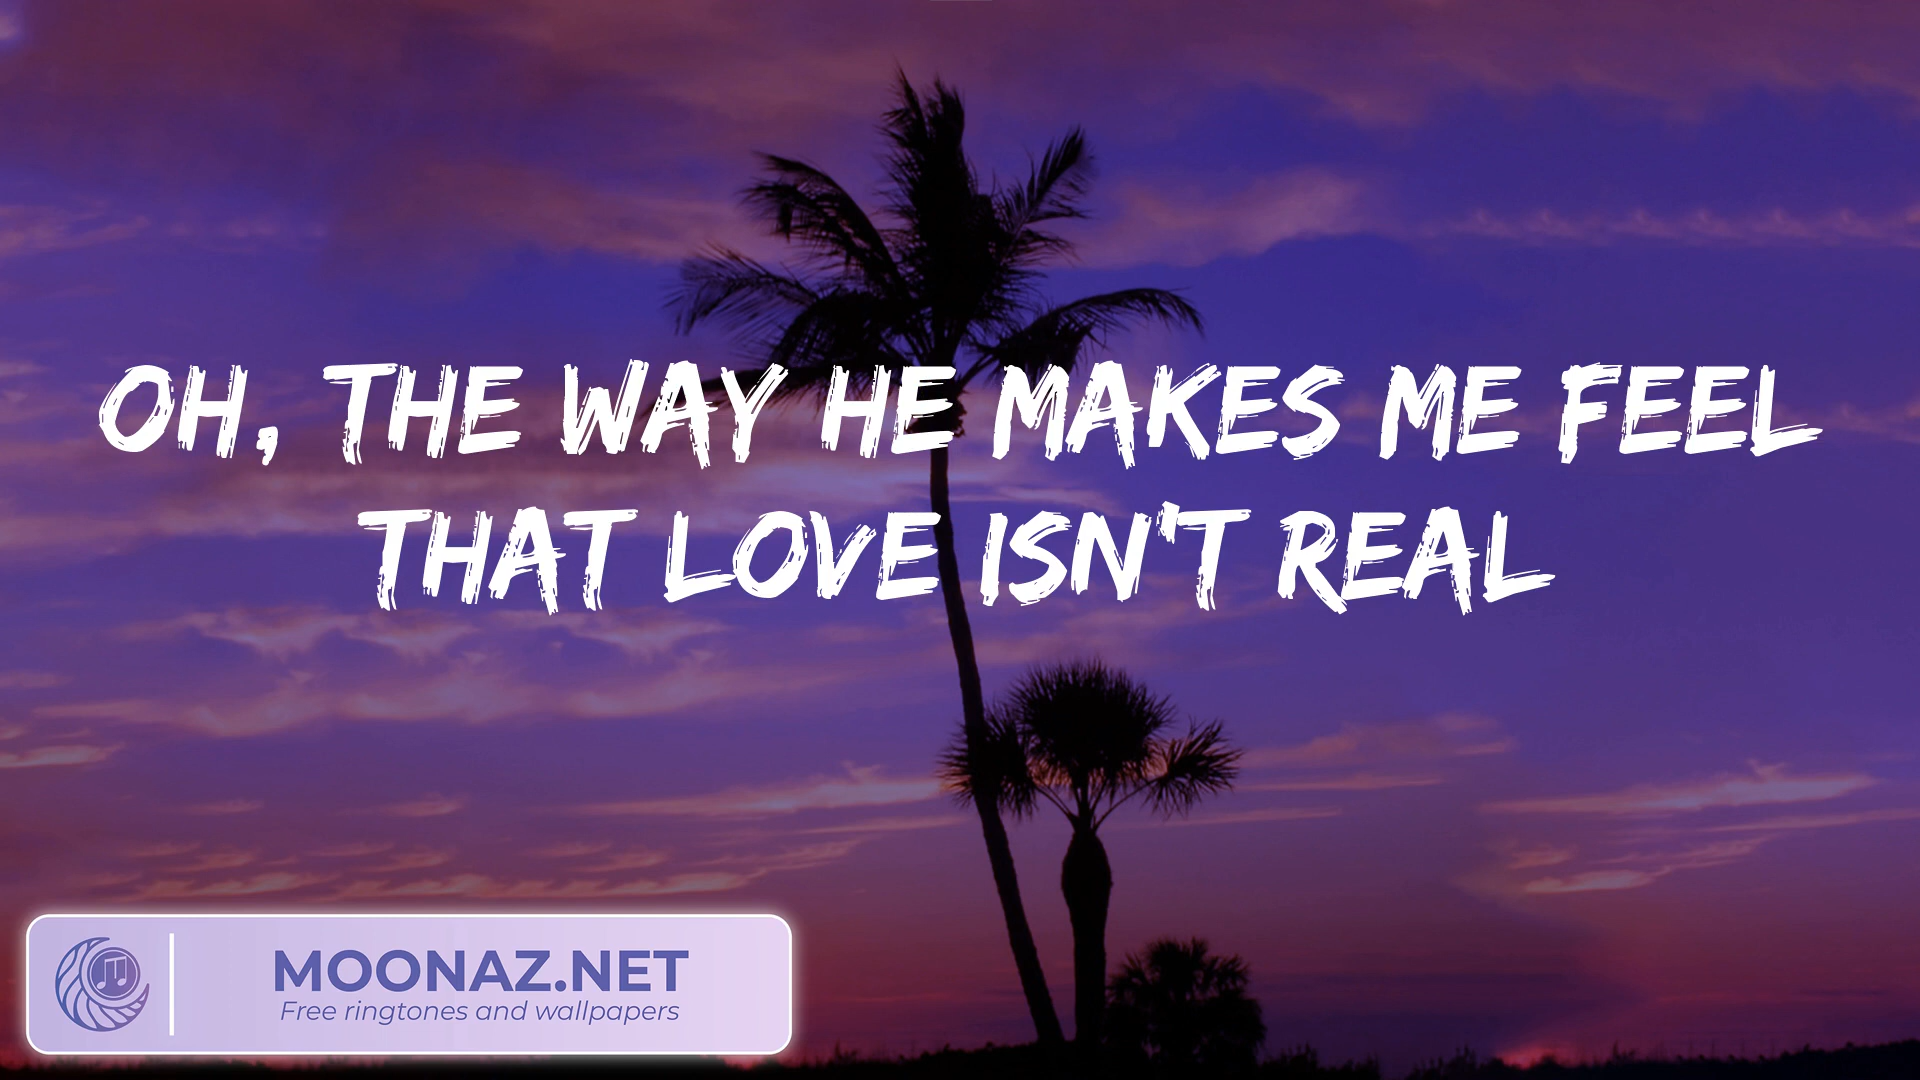 OH, THE WAY HE MAKES ME FEEL
THAT LOVE ISN'T REAL
MOONAZ.NET
Free ringtones and wallpapers